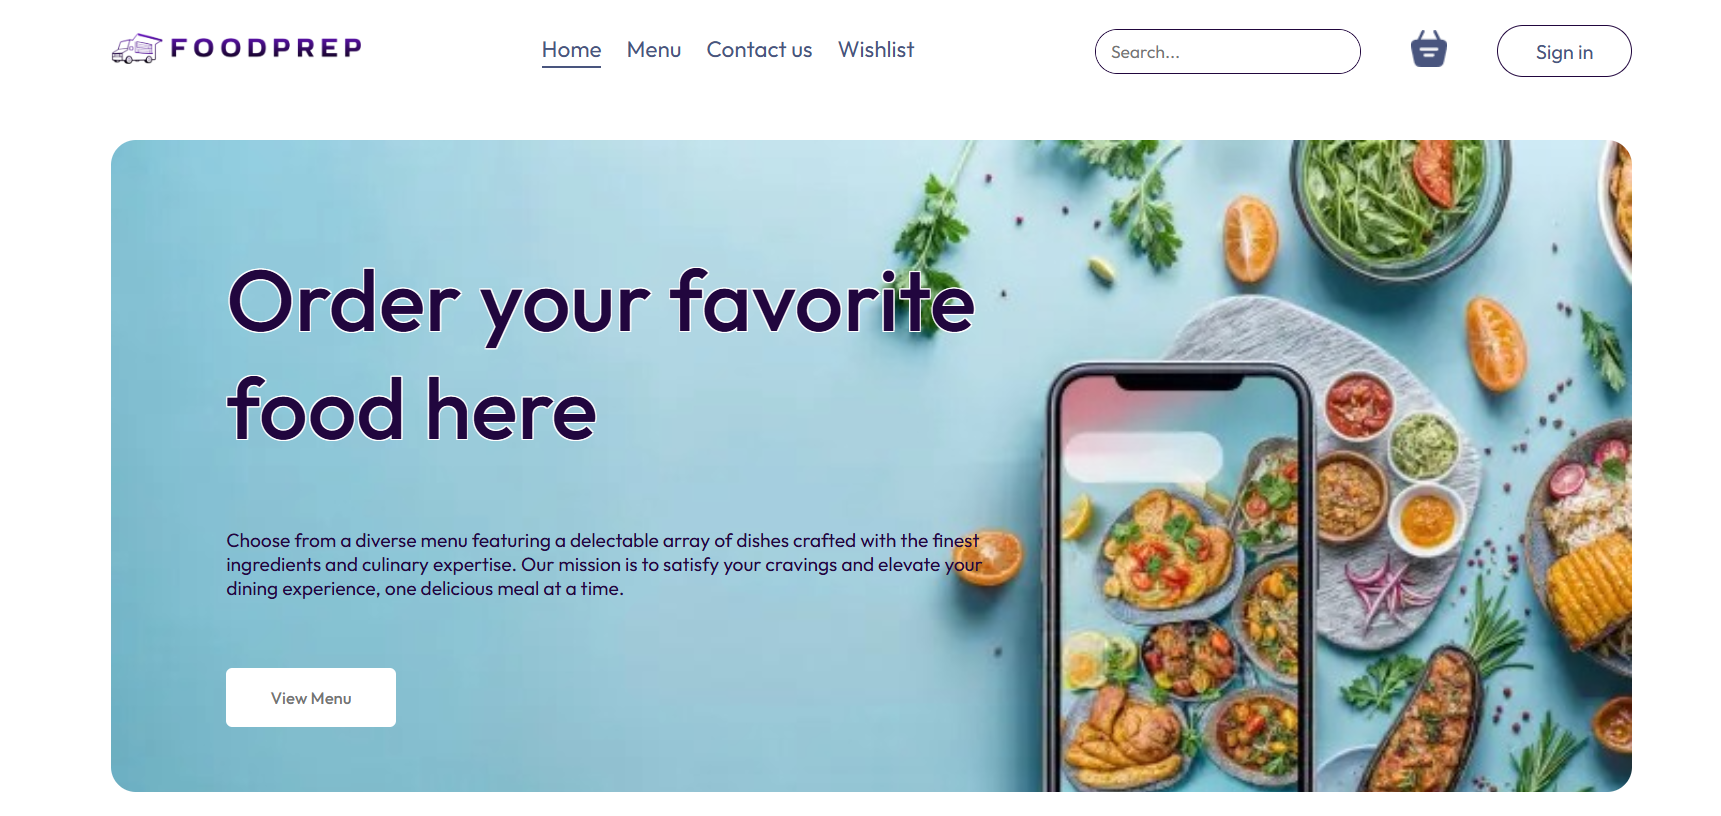 FOODPREP
Home Menu Contact us Wishlist
Search...
Sign in
Order your favorite
food here
Choose from a diverse menu featuring a delectable array of dishes crafted with the finest
ingredients and culinary expertise. Our mission is to satisfy your cravings and elevate your
dining experience, one delicious meal at a time.
View Menu